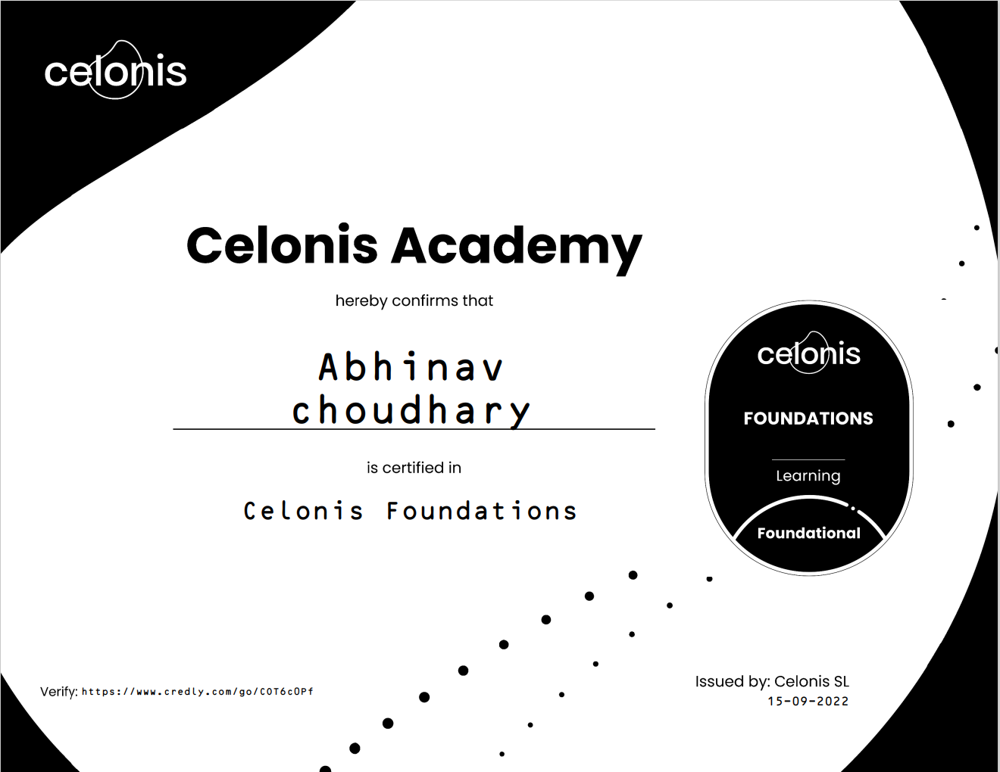 celonis
Celonis Academy
hereby confirms that
Abhinav
choudhary
is certified in
Celonis Foundations
celonis
FOUNDATIONS
Learning
Foundational
Verify: https://www.credly.com/go/C0T6cOPf
Issued by: Celonis SL
15-09-2022